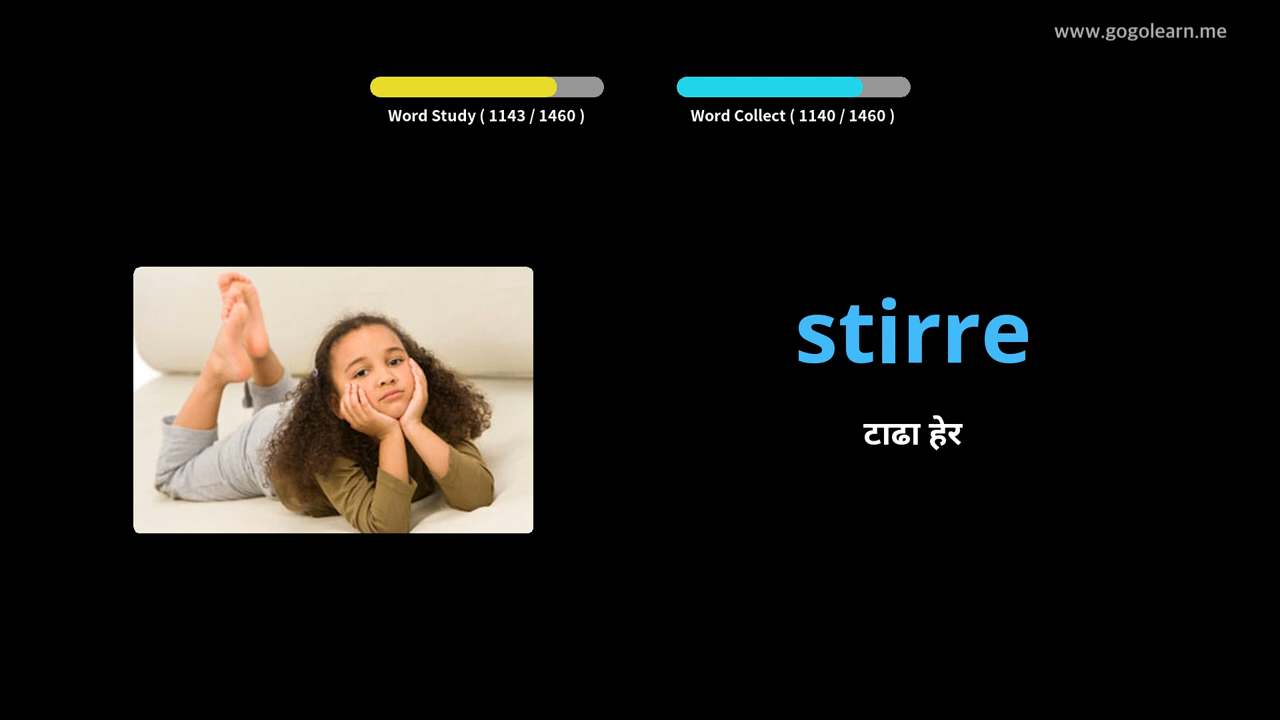 www.gogolearn.me
Word Study ( 1143 / 1460 )
Word Collect ( 1140 / 1460 )
stirre
टाढा हेर